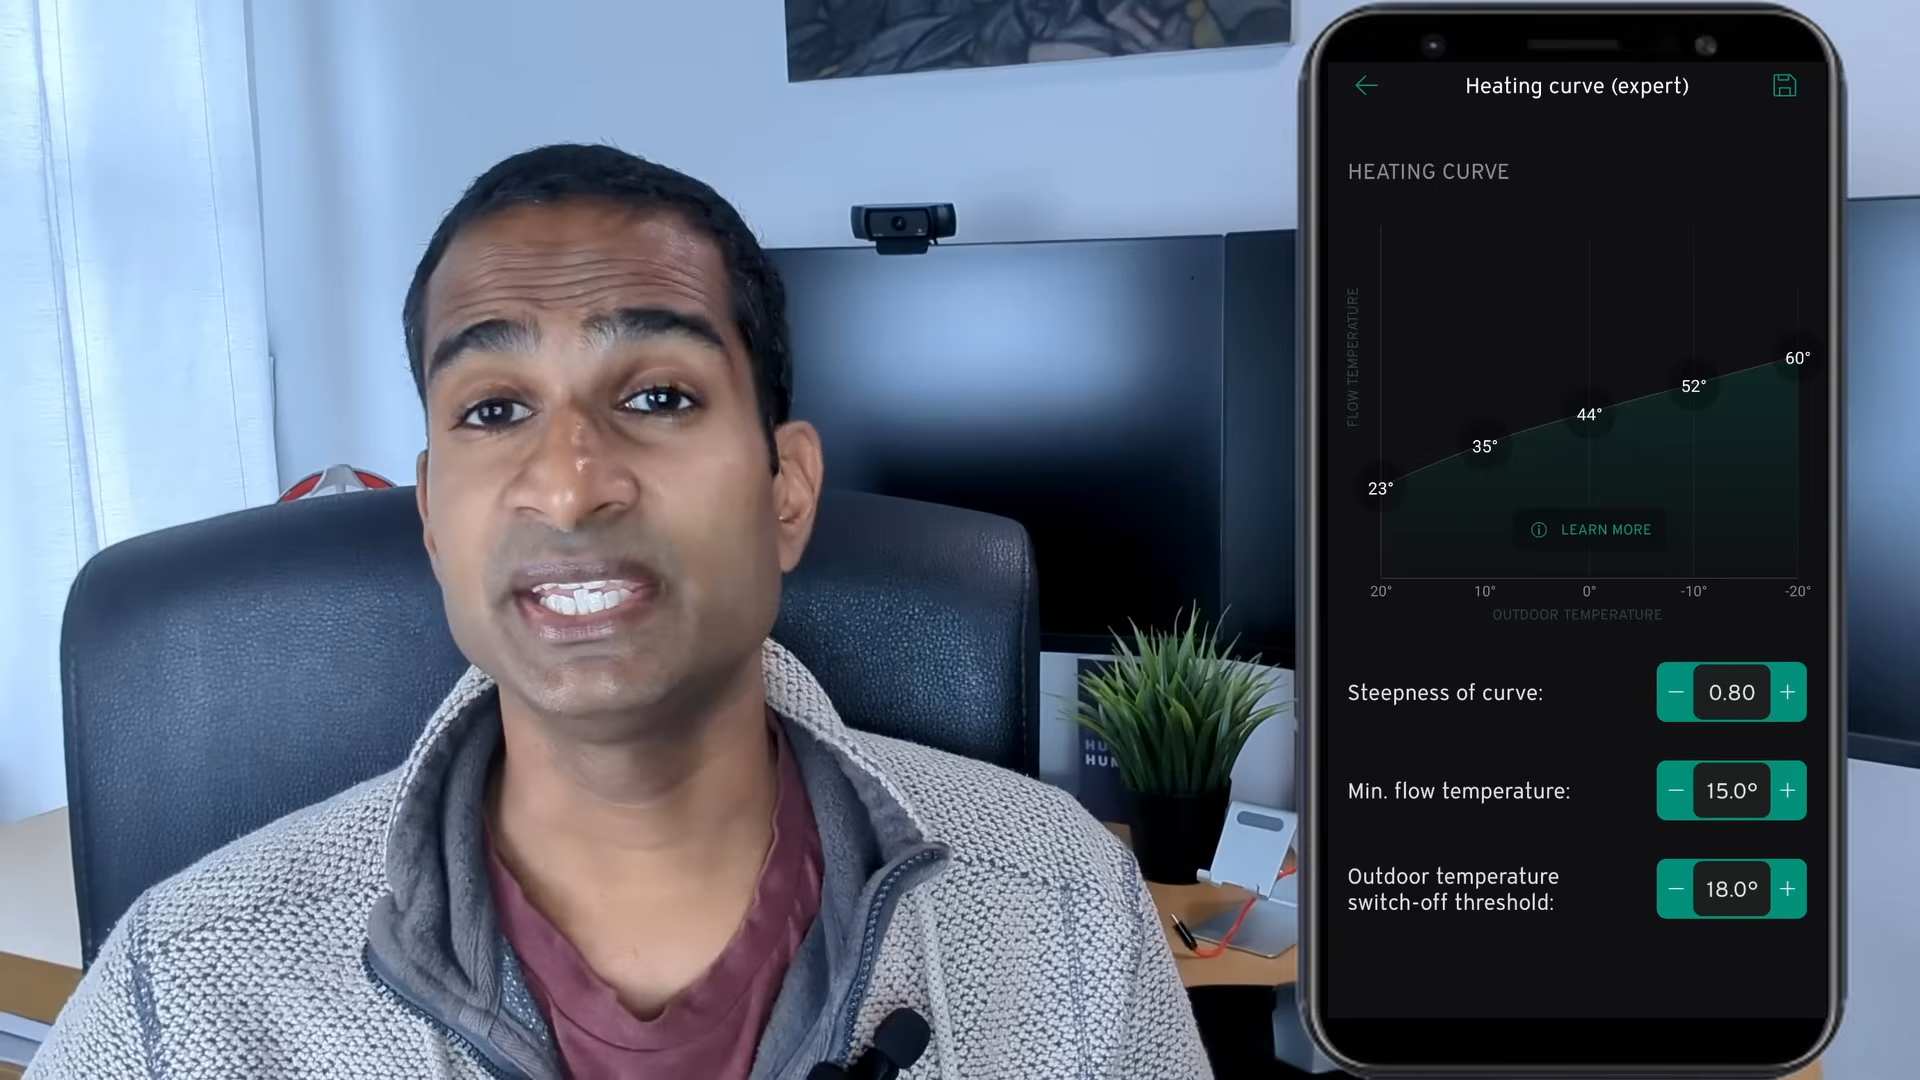 Heating curve (expert)
HEATING CURVE
FLOW TEMPERATURE
60°
52°
44°
35°
23°
LEARN MORE
20° 10° 0° -10° -20°
OUTDOOR TEMPERATURE
Steepness of curve: − 0.80 +
Min. flow temperature: − 15.0° +
Outdoor temperature
switch-off threshold: − 18.0° +